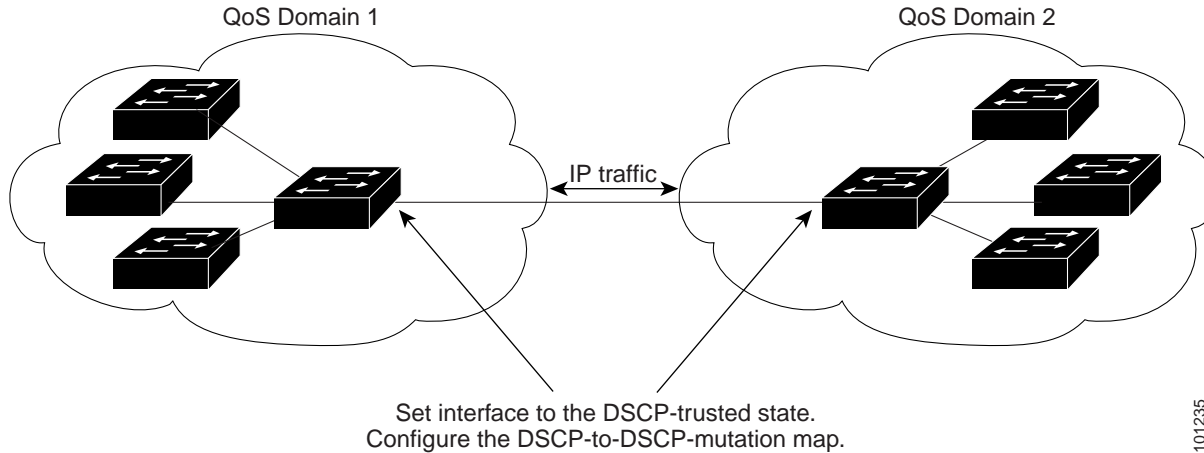 QoS Domain 1
QoS Domain 2
IP traffic
Set interface to the DSCP-trusted state.
Configure the DSCP-to-DSCP-mutation map.
101235